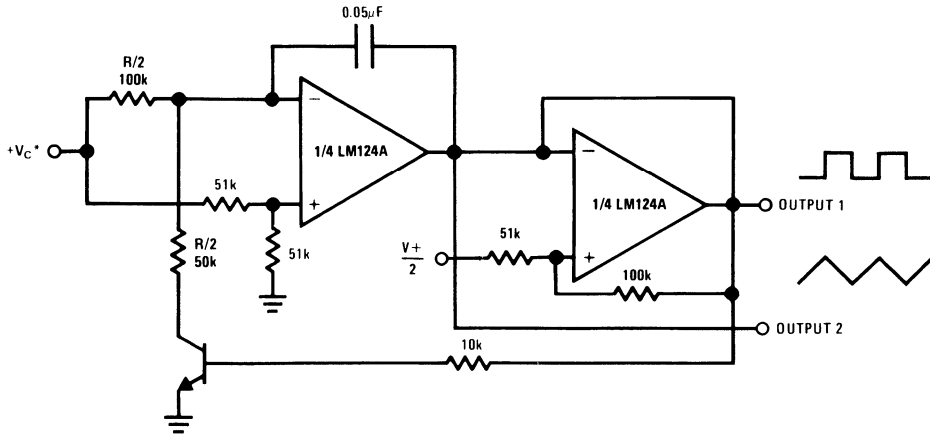 0.05μF
R/2
100k
+VC*
1/4 LM124A
51k
51k
R/2
50k
1/4 LM124A
OUTPUT 1
V+
2
51k
100k
OUTPUT 2
10k